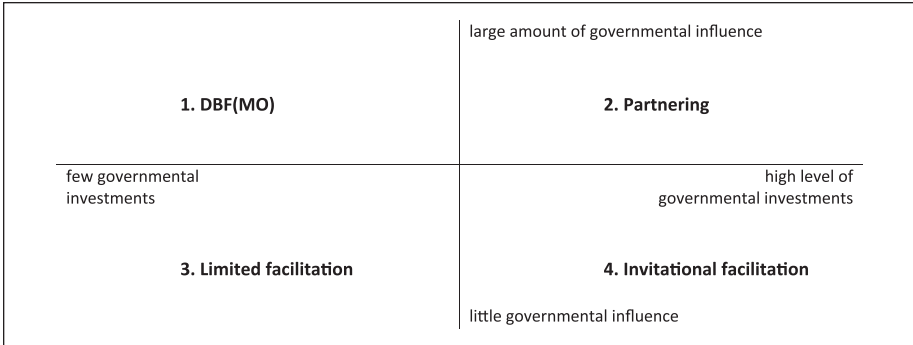 large amount of governmental influence
1. DBF(MO)
2. Partnering
few governmental
investments
high level of
governmental investments
3. Limited facilitation
4. Invitational facilitation
little governmental influence